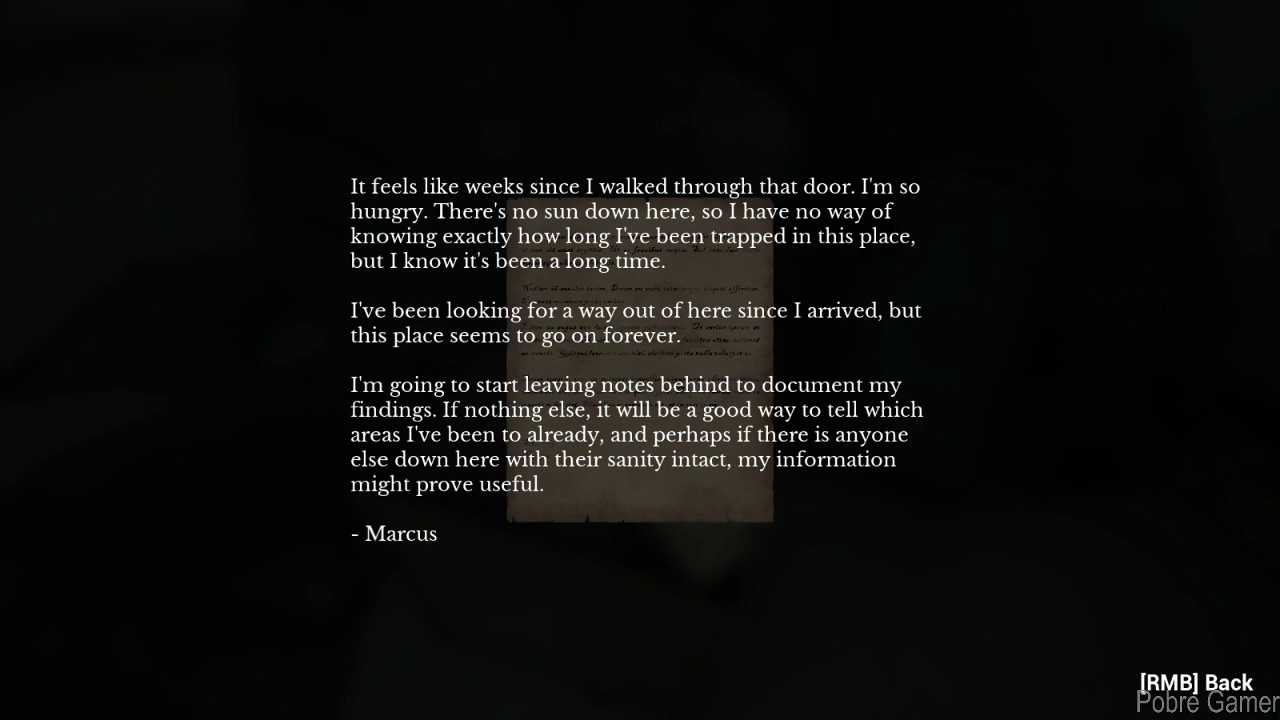 It feels like weeks since I walked through that door. I'm so
hungry. There's no sun down here, so I have no way of
knowing exactly how long I've been trapped in this place,
but I know it's been a long time.
I've been looking for a way out of here since I arrived, but
this place seems to go on forever.
I'm going to start leaving notes behind to document my
findings. If nothing else, it will be a good way to tell which
areas I've been to already, and perhaps if there is anyone
else down here with their sanity intact, my information
might prove useful.
- Marcus
[RMB] Back
Pobre Gamer